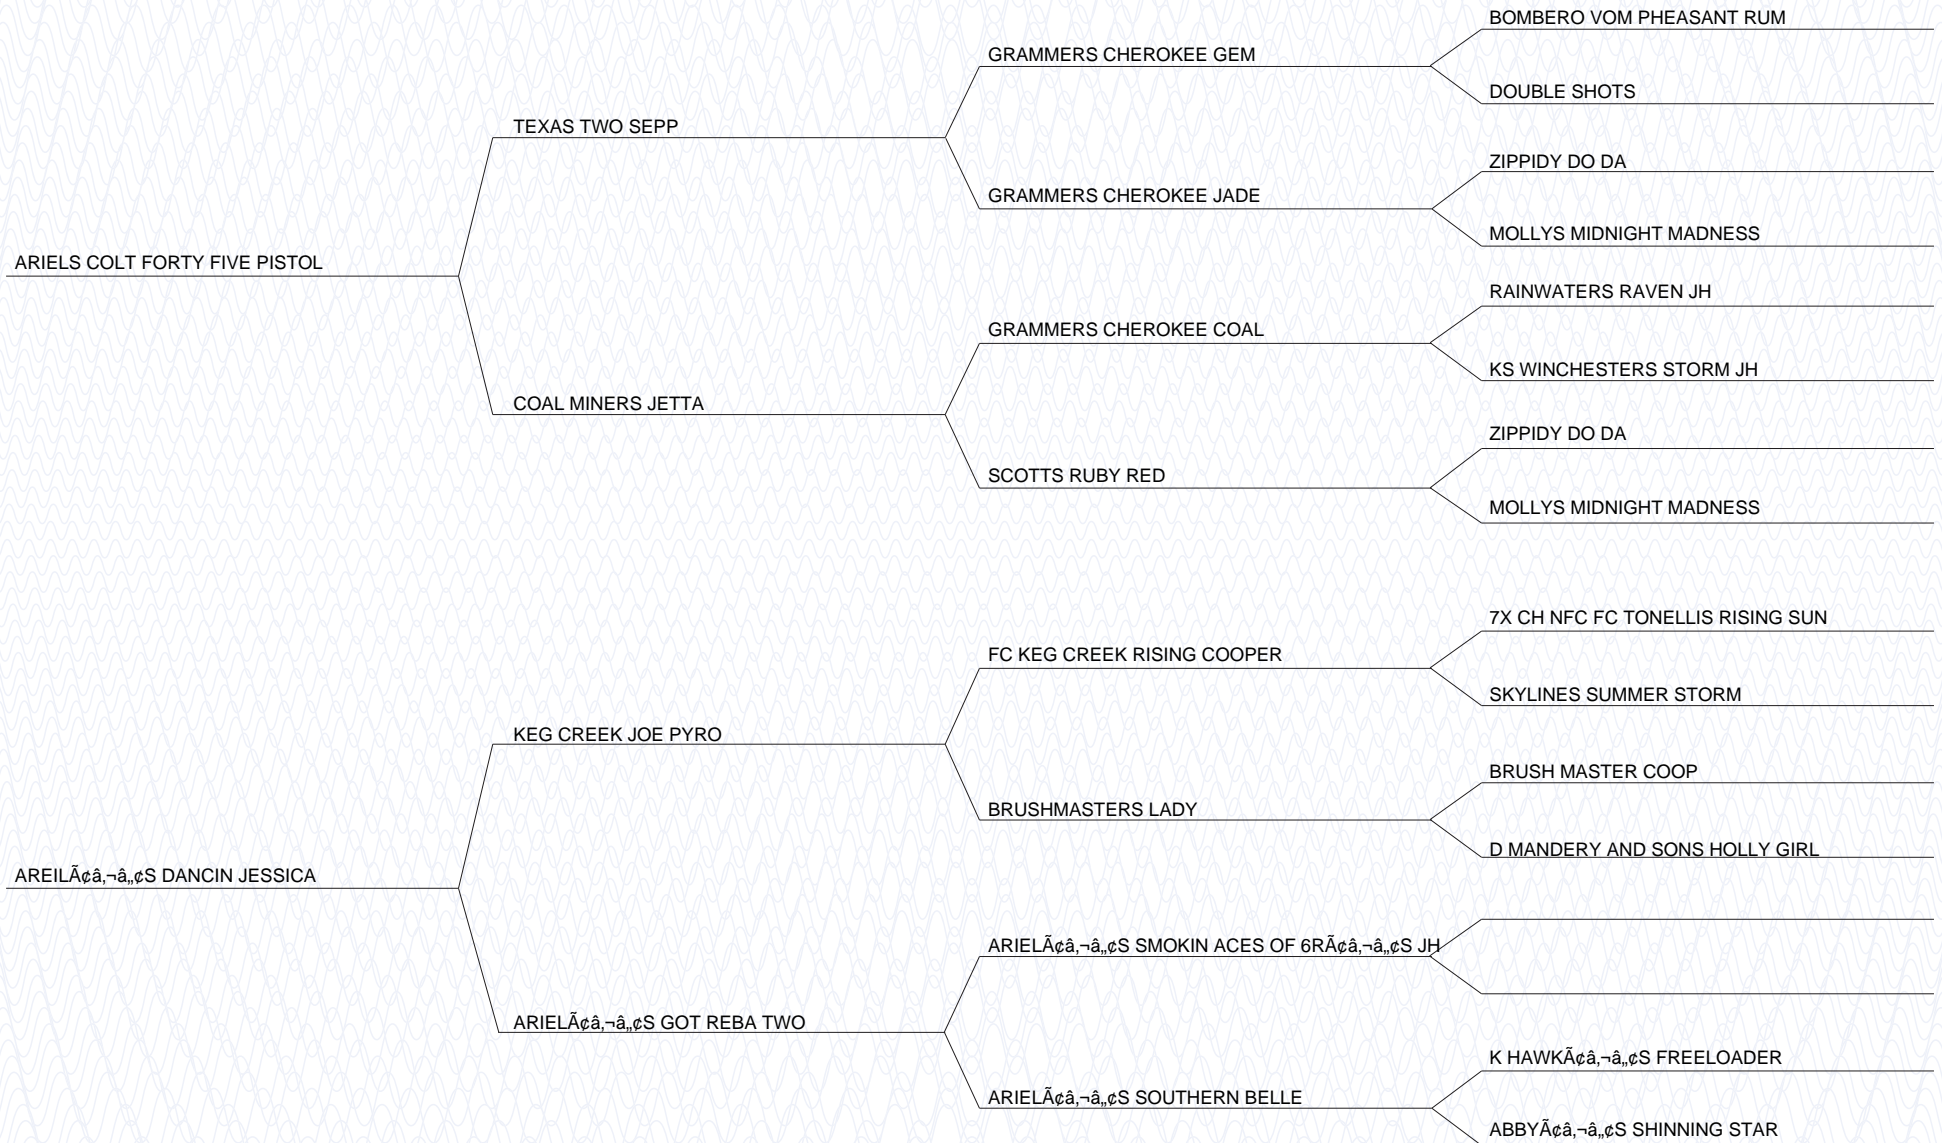 BOMBERO VOM PHEASANT RUM
GRAMMERS CHEROKEE GEM
DOUBLE SHOTS
TEXAS TWO SEPP
ZIPPIDY DO DA
GRAMMERS CHEROKEE JADE
MOLLYS MIDNIGHT MADNESS
ARIELS COLT FORTY FIVE PISTOL
RAINWATERS RAVEN JH
GRAMMERS CHEROKEE COAL
KS WINCHESTERS STORM JH
COAL MINERS JETTA
ZIPPIDY DO DA
SCOTTS RUBY RED
MOLLYS MIDNIGHT MADNESS
7X CH NFC FC TONELLIS RISING SUN
FC KEG CREEK RISING COOPER
SKYLINES SUMMER STORM
KEG CREEK JOE PYRO
BRUSH MASTER COOP
BRUSHMASTERS LADY
D MANDERY AND SONS HOLLY GIRL
AREILÃ¢â‚¬â„¢S DANCIN JESSICA
ARIELÃ¢â‚¬â„¢S SMOKIN ACES OF 6RÃ¢â‚¬â„¢S JH
ARIELÃ¢â‚¬â„¢S GOT REBA TWO
K HAWKÃ¢â‚¬â„¢S FREELOADER
ARIELÃ¢â‚¬â„¢S SOUTHERN BELLE
ABBYÃ¢â‚¬â„¢S SHINNING STAR